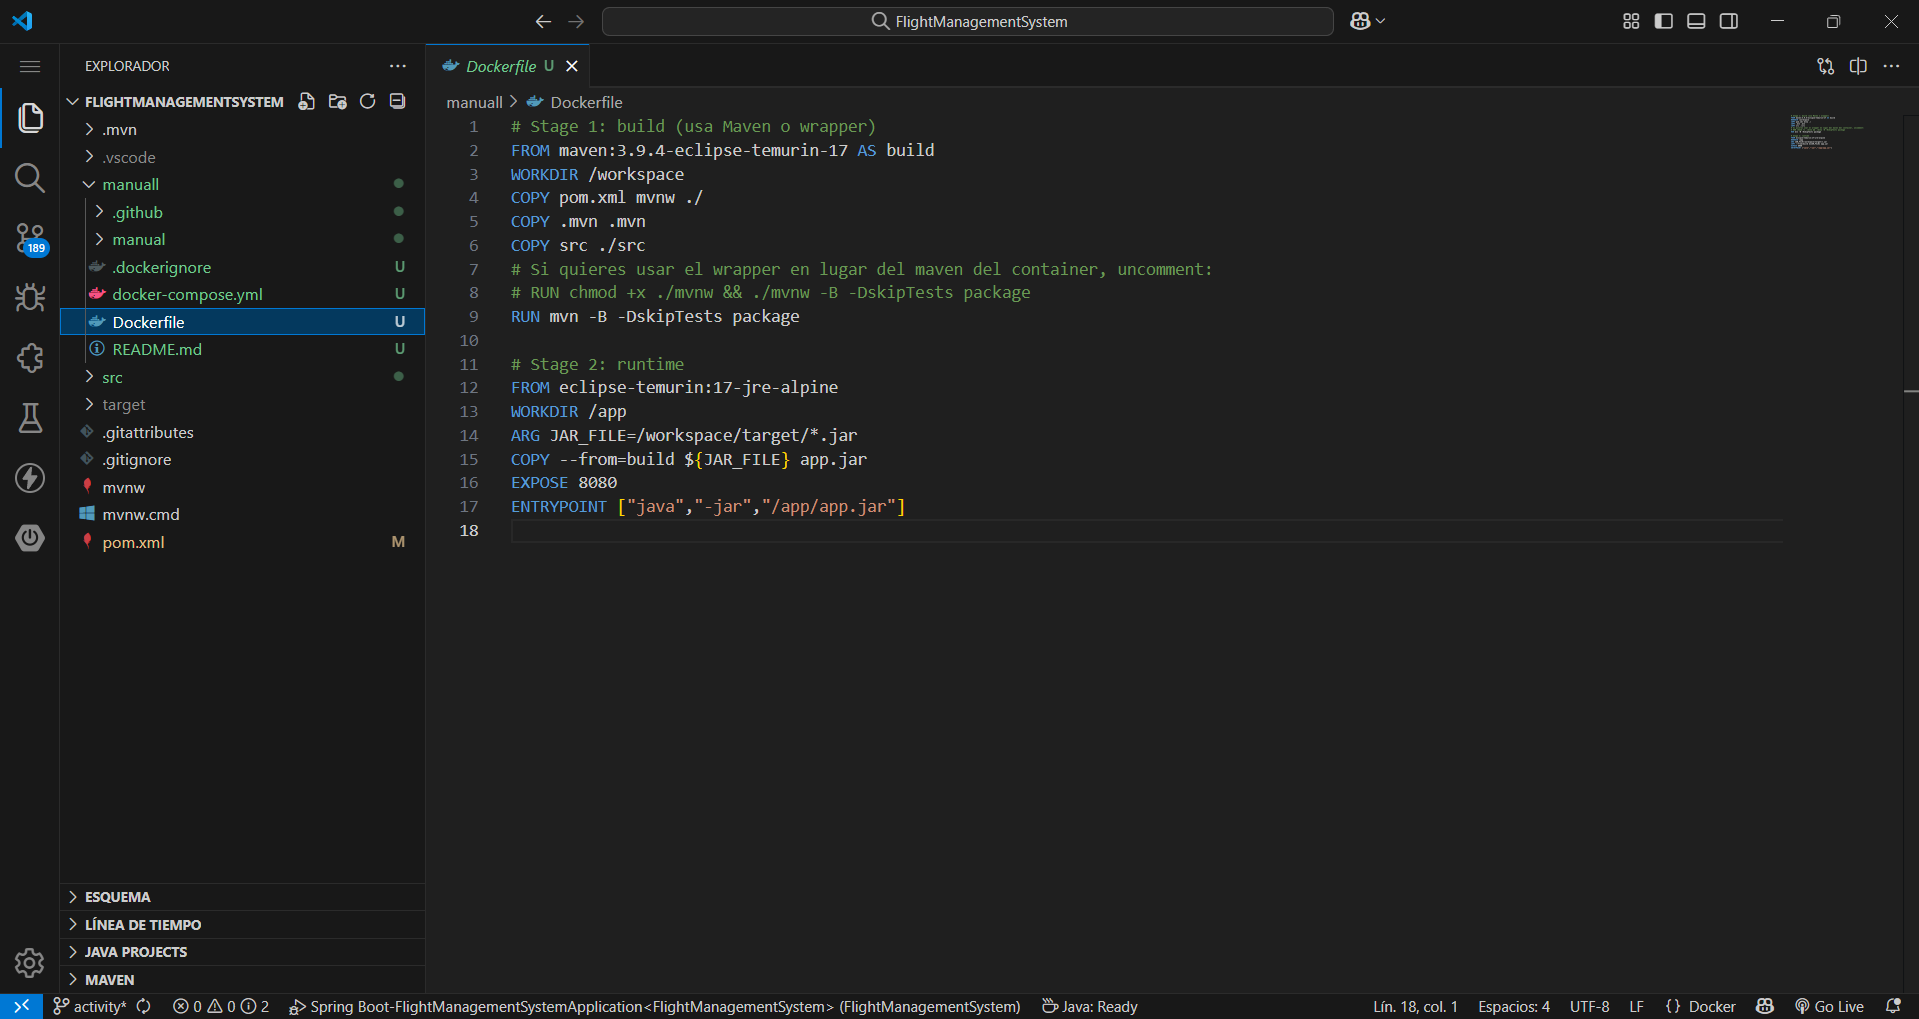 FlightManagementSystem
EXPLORADOR
FLIGHTMANAGEMENTSYSTEM
.mvn
.vscode
manuall
.github
manual
.dockerignore U
docker-compose.yml U
Dockerfile U
README.md U
src
target
.gitattributes
.gitignore
mvnw
mvnw.cmd
pom.xml M
ESQUEMA
LÍNEA DE TIEMPO
JAVA PROJECTS
MAVEN
189
Dockerfile U
manuall > Dockerfile
1 # Stage 1: build (usa Maven o wrapper)
2 FROM maven:3.9.4-eclipse-temurin-17 AS build
3 WORKDIR /workspace
4 COPY pom.xml mvnw ./
5 COPY .mvn .mvn
6 COPY src ./src
7 # Si quieres usar el wrapper en lugar del maven del container, uncomment:
8 # RUN chmod +x ./mvnw && ./mvnw -B -DskipTests package
9 RUN mvn -B -DskipTests package
10
11 # Stage 2: runtime
12 FROM eclipse-temurin:17-jre-alpine
13 WORKDIR /app
14 ARG JAR_FILE=/workspace/target/*.jar
15 COPY --from=build ${JAR_FILE} app.jar
16 EXPOSE 8080
17 ENTRYPOINT ["java","-jar","/app/app.jar"]
18
activity* 0 0 2 Spring Boot-FlightManagementSystemApplication<FlightManagementSystem> (FlightManagementSystem) Java: Ready Lín. 18, col. 1 Espacios: 4 UTF-8 LF {} Docker Go Live